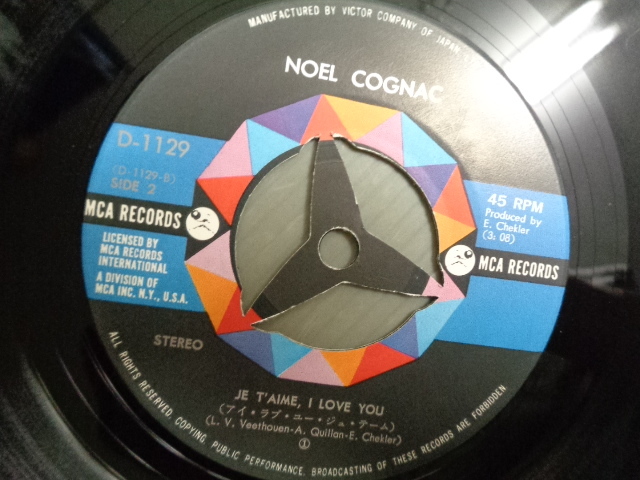 MANUFACTURED BY VICTOR COMPANY OF JAPAN
NOEL COGNAC
D-1129
(D-1129-B)
SIDE 2
MCA RECORDS
LICENSED BY
MCA RECORDS
INTERNATIONAL
A DIVISION OF
MCA INC. N.Y., U.S.A.
45 RPM
Produced by
E. Chekler
(3:08)
MCA RECORDS
STEREO
JE T'AIME, I LOVE YOU
(アイ・ラブ・ユー・ジュ・テーム)
(L. V. Veethouen-A. Quillan-E. Chekler)
①
ALL RIGHTS RESERVED. COPYING, PUBLIC PERFORMANCE, BROADCASTING OF THESE RECORDS ARE FORBIDDEN